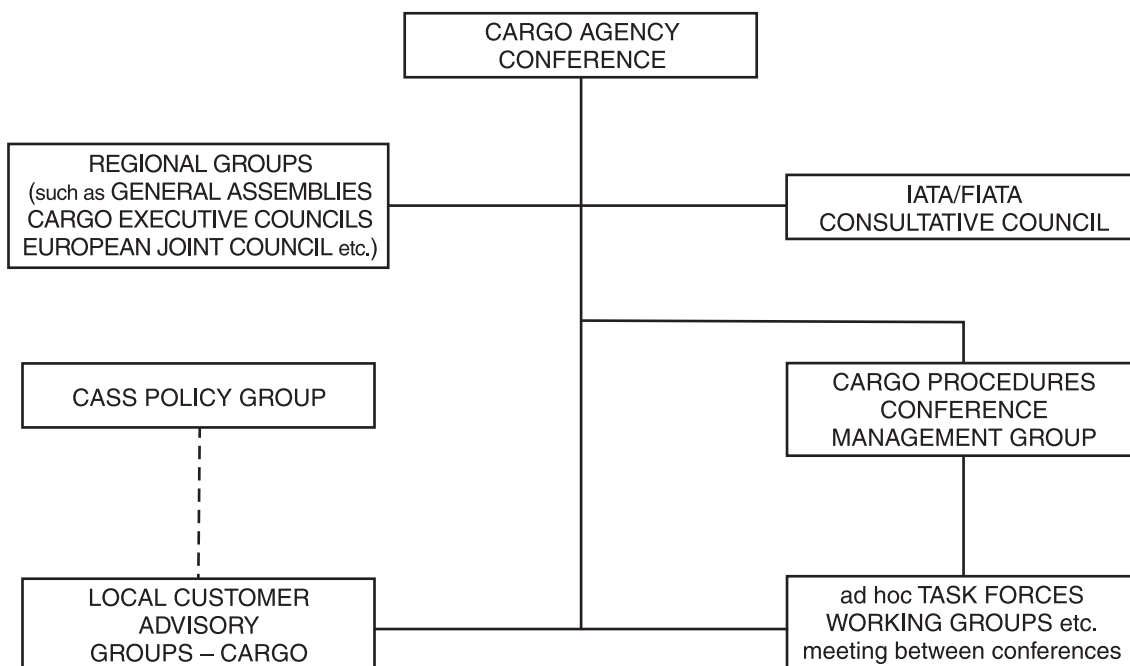 CARGO AGENCY
CONFERENCE
REGIONAL GROUPS
(such as GENERAL ASSEMBLIES
CARGO EXECUTIVE COUNCILS
EUROPEAN JOINT COUNCIL etc.)
IATA/FIATA
CONSULTATIVE COUNCIL
CASS POLICY GROUP
CARGO PROCEDURES
CONFERENCE
MANAGEMENT GROUP
LOCAL CUSTOMER
ADVISORY
GROUPS – CARGO
ad hoc TASK FORCES
WORKING GROUPS etc.
meeting between conferences